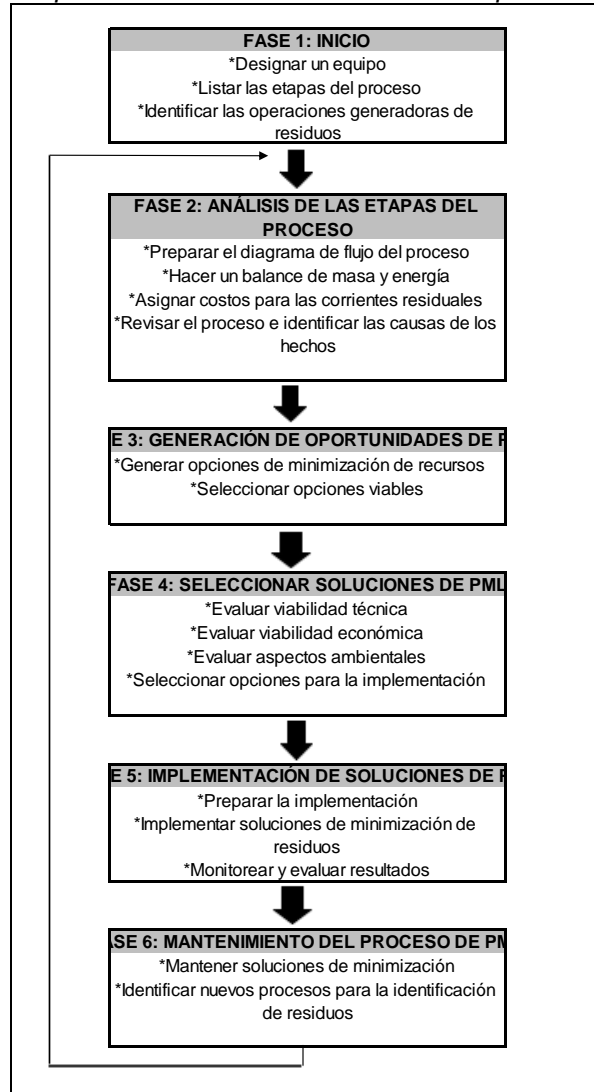 FASE 1: INICIO
*Designar un equipo
*Listar las etapas del proceso
*Identificar las operaciones generadoras de
residuos
FASE 2: ANÁLISIS DE LAS ETAPAS DEL
PROCESO
*Preparar el diagrama de flujo del proceso
*Hacer un balance de masa y energía
*Asignar costos para las corrientes residuales
*Revisar el proceso e identificar las causas de los
hechos
E 3: GENERACIÓN DE OPORTUNIDADES DE P
*Generar opciones de minimización de recursos
*Seleccionar opciones viables
FASE 4: SELECCIONAR SOLUCIONES DE PML
*Evaluar viabilidad técnica
*Evaluar viabilidad económica
*Evaluar aspectos ambientales
*Seleccionar opciones para la implementación
E 5: IMPLEMENTACIÓN DE SOLUCIONES DE P
*Preparar la implementación
*Implementar soluciones de minimización de
residuos
*Monitorear y evaluar resultados
ASE 6: MANTENIMIENTO DEL PROCESO DE PM
*Mantener soluciones de minimización
*Identificar nuevos procesos para la identificación
de residuos